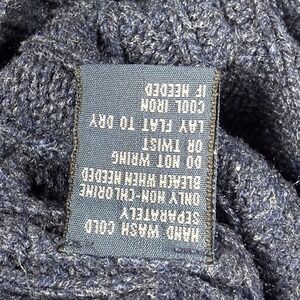 HAND WASH COLD
SEPARATELY
ONLY NON-CHLORINE
BLEACH WHEN NEEDED
DO NOT WRING
OR TWIST
LAY FLAT TO DRY
COOL IRON
IF NEEDED